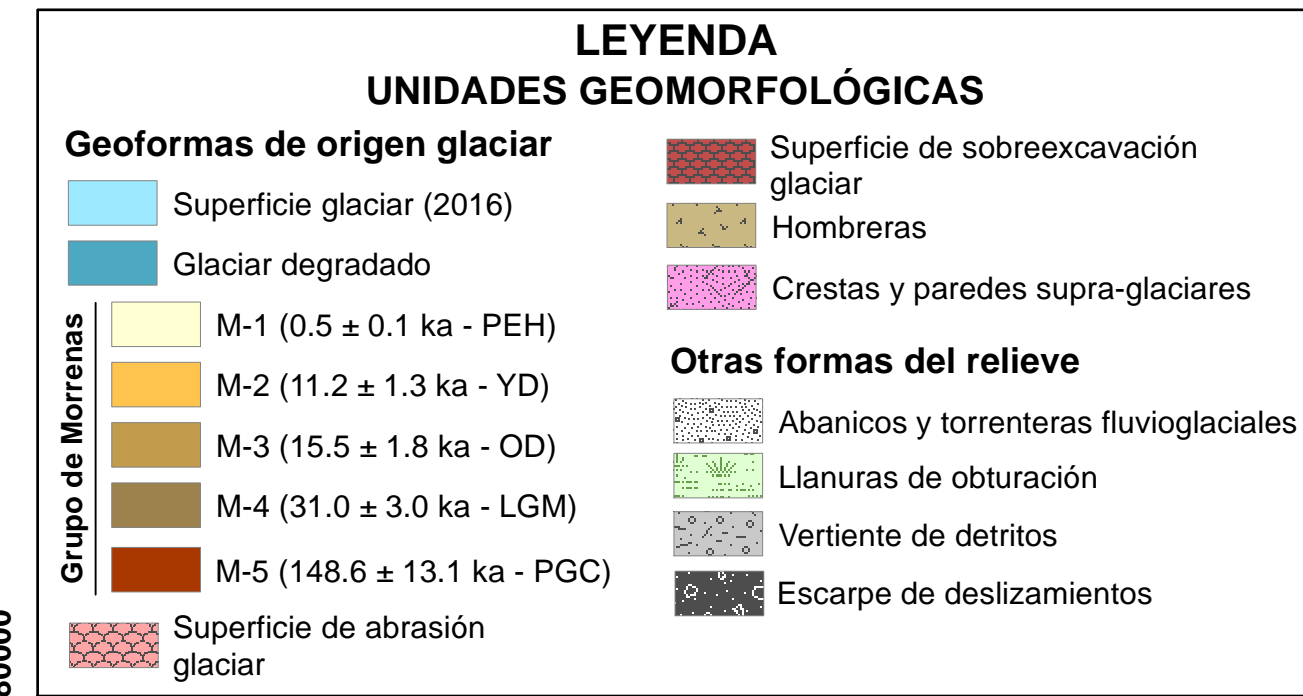 LEYENDA
UNIDADES GEOMORFOLÓGICAS
Geoformas de origen glaciar
Superficie glaciar (2016)
Glaciar degradado
Grupo de Morrenas
M-1 (0.5 ± 0.1 ka - PEH)
M-2 (11.2 ± 1.3 ka - YD)
M-3 (15.5 ± 1.8 ka - OD)
M-4 (31.0 ± 3.0 ka - LGM)
M-5 (148.6 ± 13.1 ka - PGC)
Superficie de abrasión
glaciar
Superficie de sobreexcavación
glaciar
Hombreras
Crestas y paredes supra-glaciares
Otras formas del relieve
Abanicos y torrenteras fluvioglaciales
Llanuras de obturación
Vertiente de detritos
Escarpe de deslizamientos